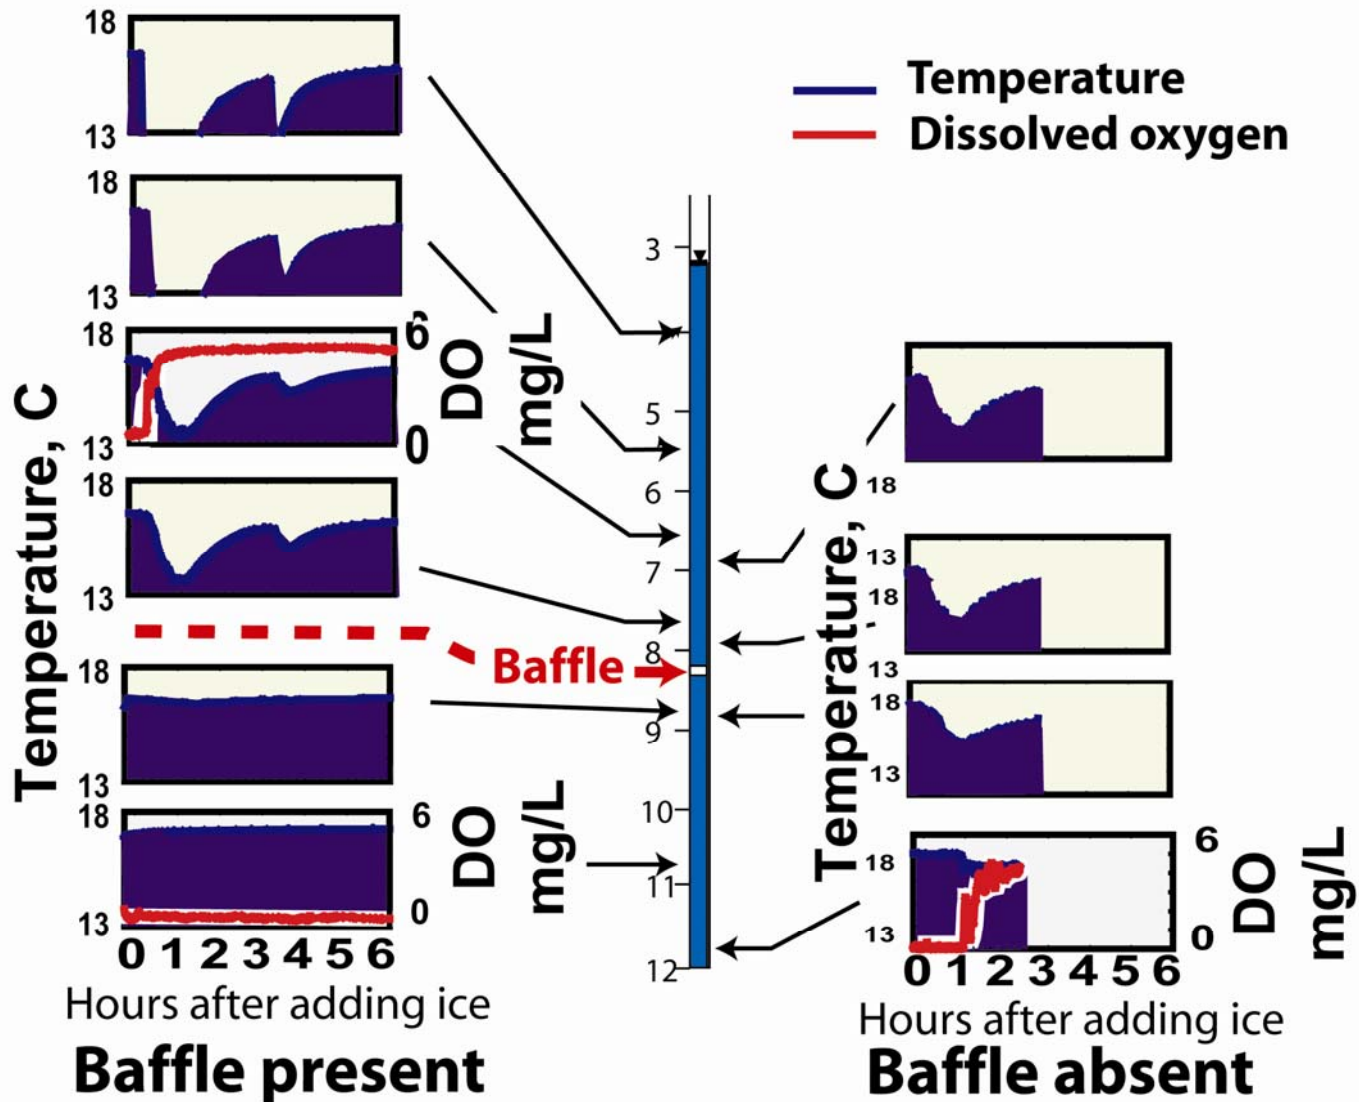 Temperature
Dissolved oxygen
Temperature, C
18
13
18
13
18
13
6
0
DO
mg/L
18
13
18
13
18
13
6
0
DO
mg/L
0 1 2 3 4 5 6
Hours after adding ice
Baffle present
Baffle
3
5
6
7
8
9
10
11
12
Temperature, C
18
13
18
13
18
13
18
13
6
0
DO
mg/L
0 1 2 3 4 5 6
Hours after adding ice
Baffle absent